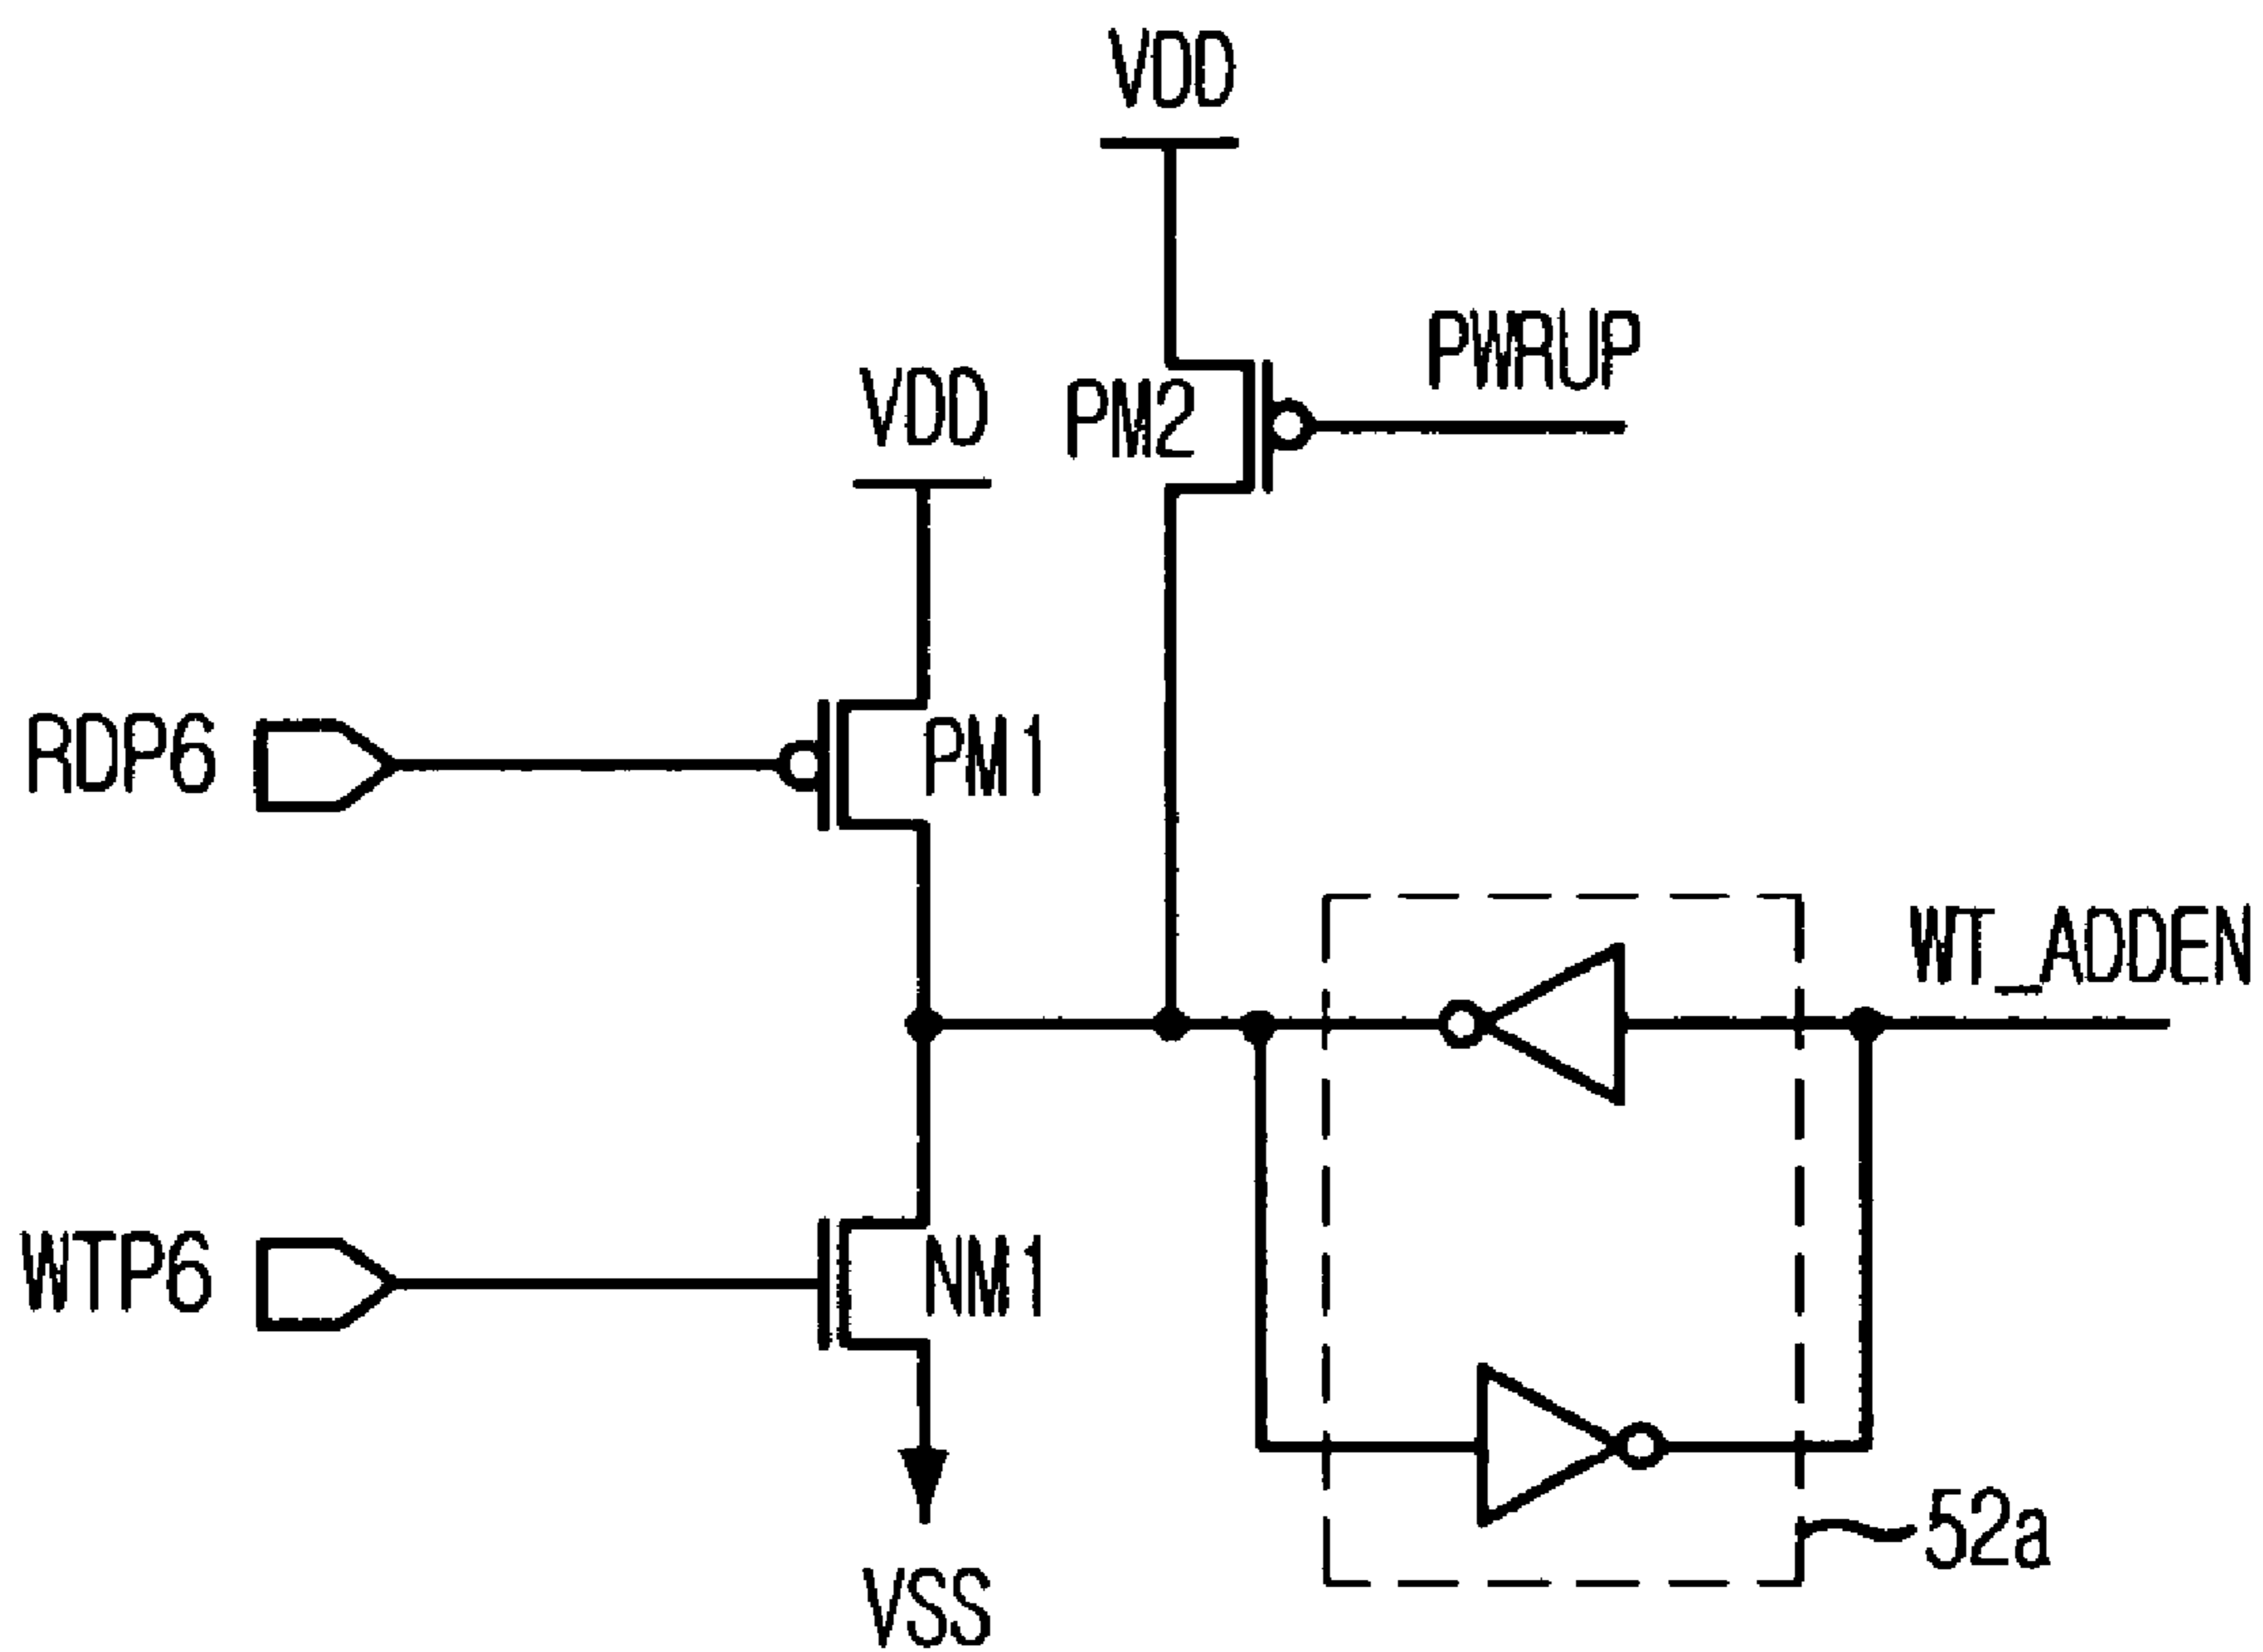 VDD
PWRUP
VDD
PM2
RDP6
PM1
WT_ADDEN
WTP6
NM1
52a
VSS